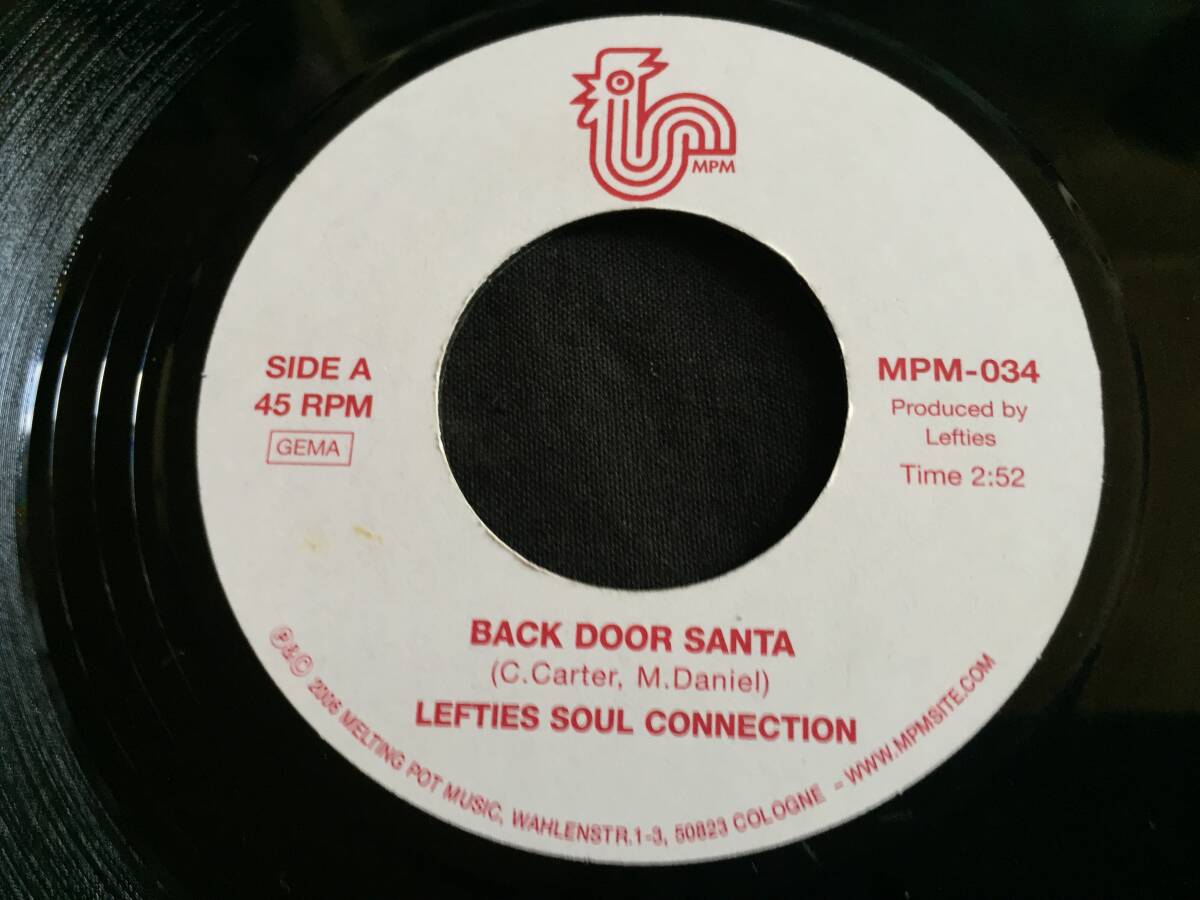 MPM
SIDE A
45 RPM
GEMA
MPM-034
Produced by
Lefties
Time 2:52
BACK DOOR SANTA
(C.Carter, M.Daniel)
LEFTIES SOUL CONNECTION
℗&© 2006 MELTING POT MUSIC, WAHLENSTR.1-3, 50823 COLOGNE - WWW.MPMSITE.COM